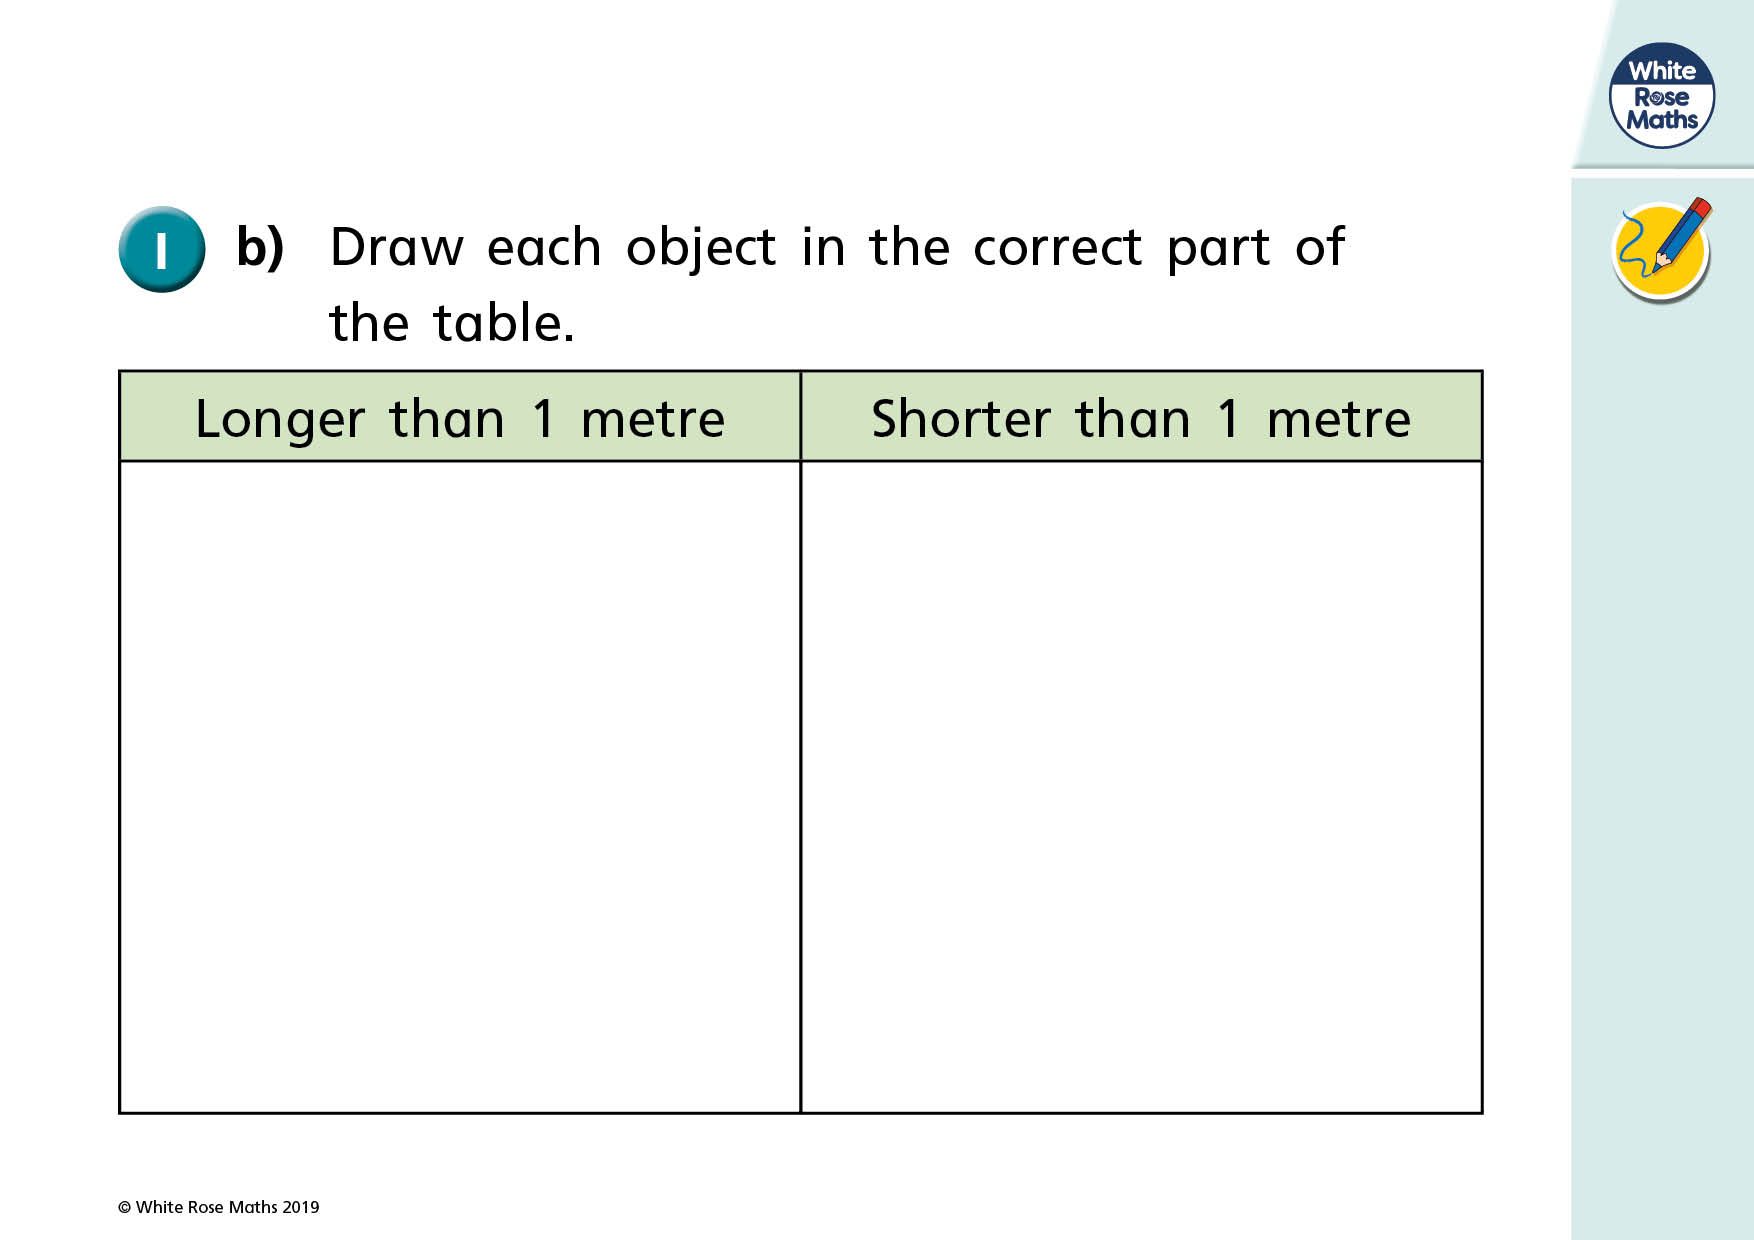 White
Rose
Maths
1 b) Draw each object in the correct part of
the table.
Longer than 1 metre Shorter than 1 metre
© White Rose Maths 2019